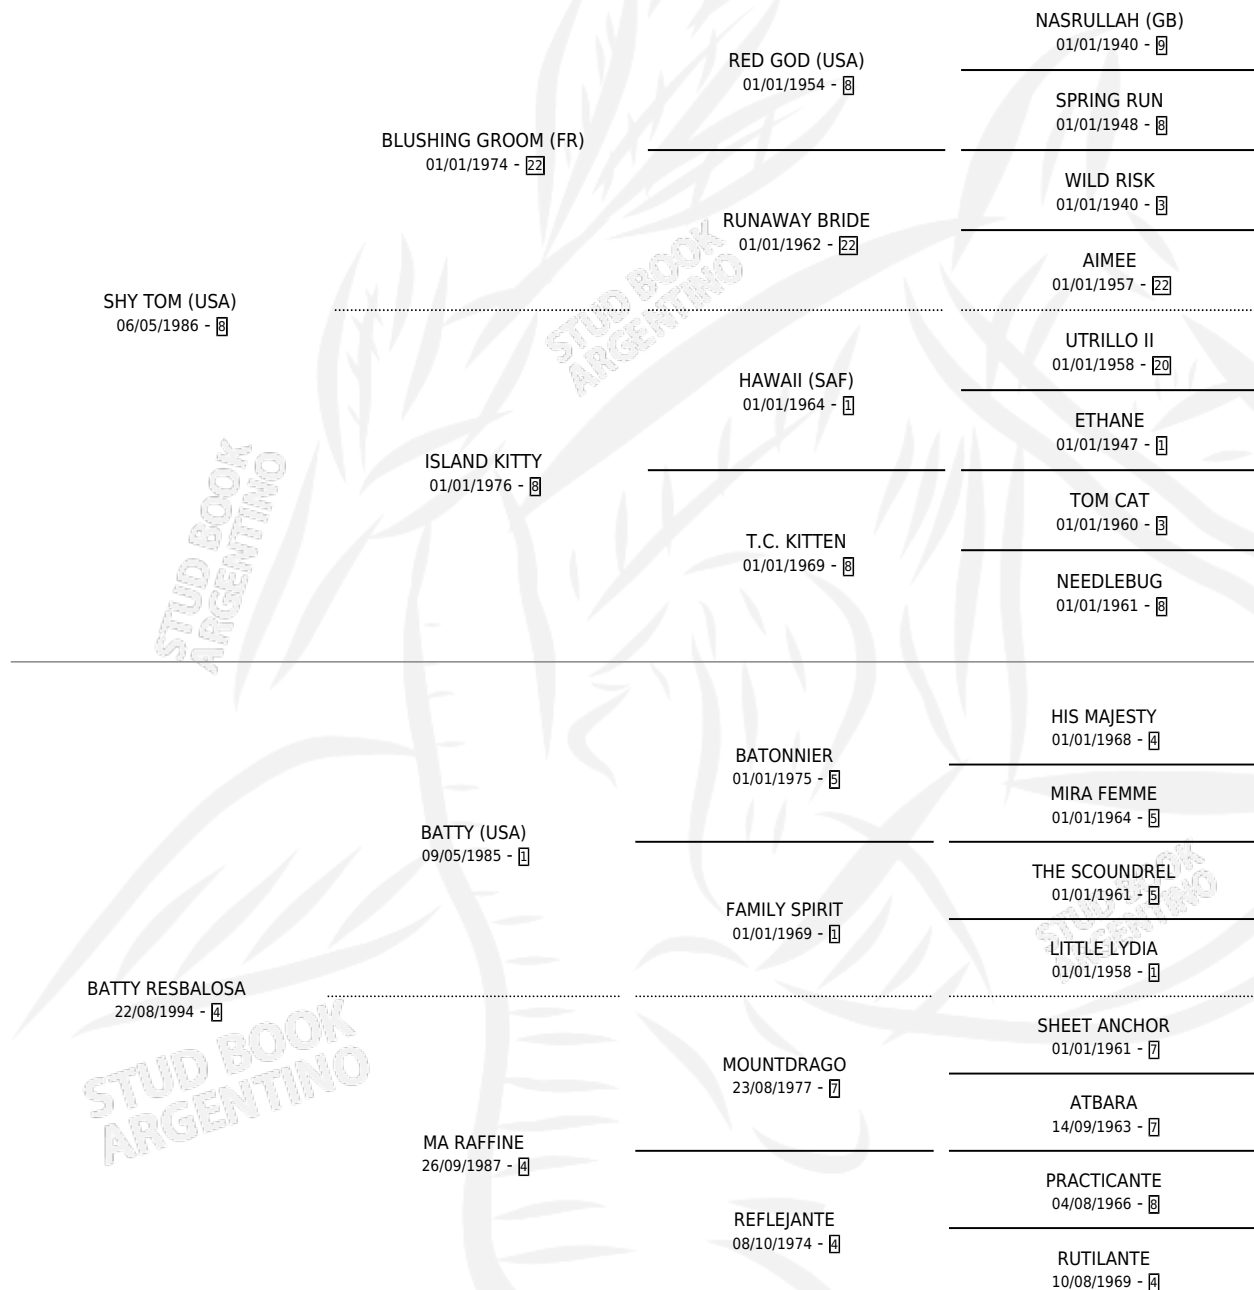 NASRULLAH (GB)
01/01/1940 - 9
RED GOD (USA)
01/01/1954 - 8
SPRING RUN
01/01/1948 - 8
BLUSHING GROOM (FR)
01/01/1974 - 22
WILD RISK
01/01/1940 - 3
RUNAWAY BRIDE
01/01/1962 - 22
AIMEE
01/01/1957 - 22
SHY TOM (USA)
06/05/1986 - 8
STUD BOOK
ARGENTINO
UTRILLO II
01/01/1958 - 20
HAWAII (SAF)
01/01/1964 - 1
ETHANE
01/01/1947 - 1
ISLAND KITTY
01/01/1976 - 8
TOM CAT
01/01/1960 - 3
T.C. KITTEN
01/01/1969 - 8
NEEDLEBUG
01/01/1961 - 8
STUD BOOK
ARGENTINO
HIS MAJESTY
01/01/1968 - 4
BATONNIER
01/01/1975 - 5
MIRA FEMME
01/01/1964 - 5
BATTY (USA)
09/05/1985 - 1
THE SCOUNDREL
01/01/1961 - 5
FAMILY SPIRIT
01/01/1969 - 1
STUD BOOK
ARGENTINO
LITTLE LYDIA
01/01/1958 - 1
BATTY RESBALOSA
22/08/1994 - 4
STUD BOOK
ARGENTINO
SHEET ANCHOR
01/01/1961 - 7
MOUNTDRAGO
23/08/1977 - 7
ATBARA
14/09/1963 - 7
MA RAFFINE
26/09/1987 - 4
PRACTICANTE
04/08/1966 - 8
REFLEJANTE
08/10/1974 - 4
RUTILANTE
10/08/1969 - 4